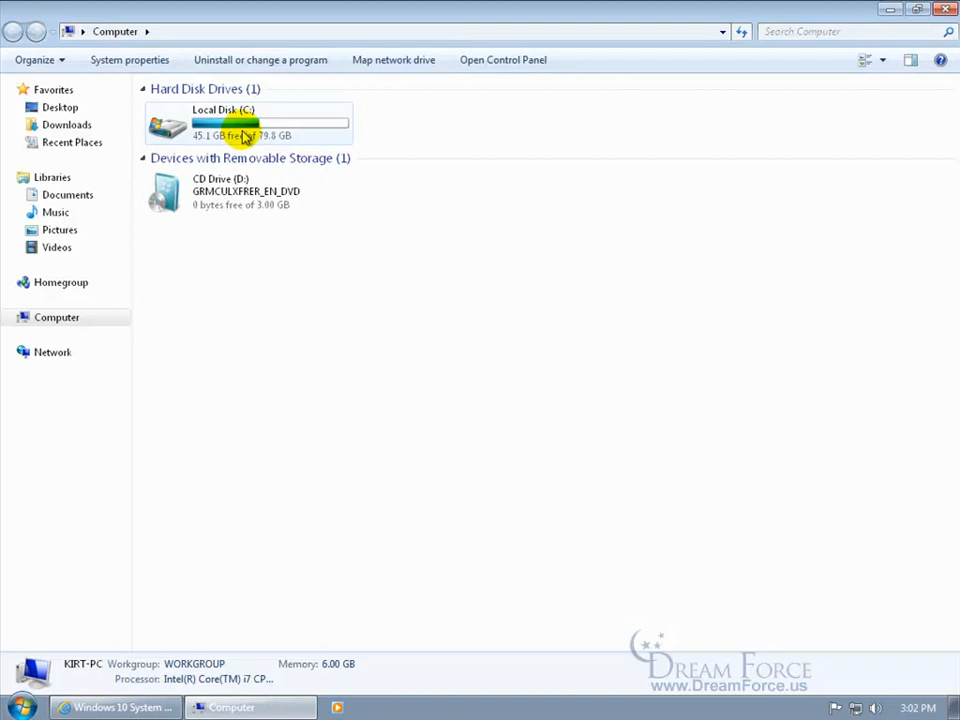 Computer
Search Computer
Organize
System properties
Uninstall or change a program
Map network drive
Open Control Panel
Favorites
Desktop
Downloads
Recent Places
Libraries
Documents
Music
Pictures
Videos
Homegroup
Computer
Network
Hard Disk Drives (1)
Local Disk (C:)
45.1 GB free of 79.8 GB
Devices with Removable Storage (1)
CD Drive (D:)
GRMCULXFRER_EN_DVD
0 bytes free of 3.00 GB
KIRT-PC Workgroup: WORKGROUP Memory: 6.00 GB
Processor: Intel(R) Core(TM) i7 CP...
DREAM FORCE
www.DreamForce.us
Windows 10 System ...
Computer
3:02 PM